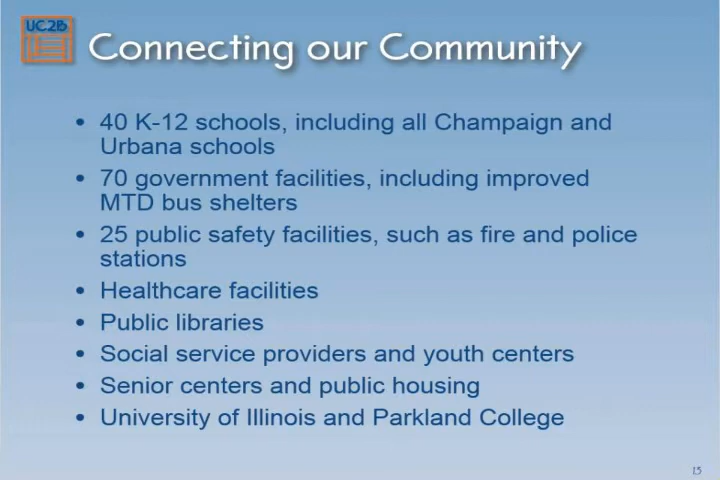 UC2B
Connecting our Community
• 40 K-12 schools, including all Champaign and
Urbana schools
• 70 government facilities, including improved
MTD bus shelters
• 25 public safety facilities, such as fire and police
stations
• Healthcare facilities
• Public libraries
• Social service providers and youth centers
• Senior centers and public housing
• University of Illinois and Parkland College
15